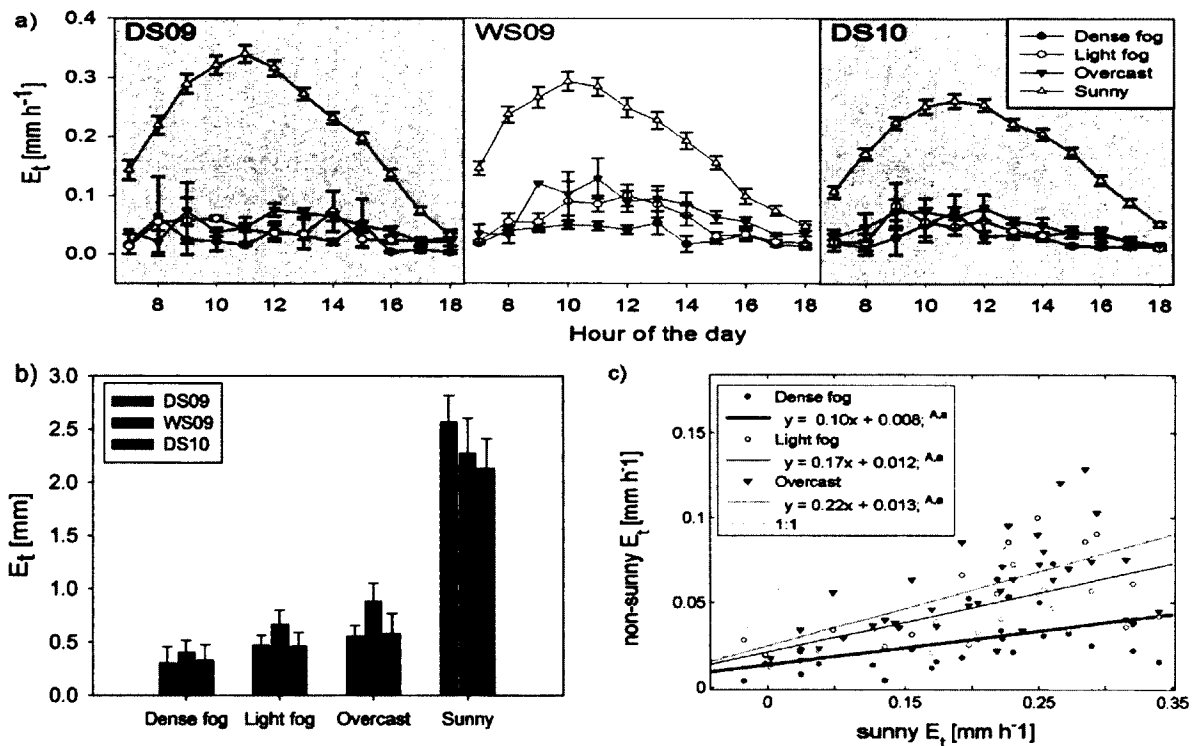 a)
DS09
WS09
DS10
Dense fog
Light fog
Overcast
Sunny
0.4
0.3
0.2
0.1
0.0
Et [mm h-1]
8 10 12 14 16 18
8 10 12 14 16 18
8 10 12 14 16 18
Hour of the day
b)
3.0
2.5
2.0
1.5
1.0
0.5
0.0
Et [mm]
DS09
WS09
DS10
Dense fog Light fog Overcast Sunny
c)
Dense fog
y = 0.10x + 0.008; A,a
Light fog
y = 0.17x + 0.012; A,a
Overcast
y = 0.22x + 0.013; A,a
1:1
0.15
0.1
0.05
0
non-sunny Et [mm h-1]
0 0.15 0.25 0.35
sunny Et [mm h-1]